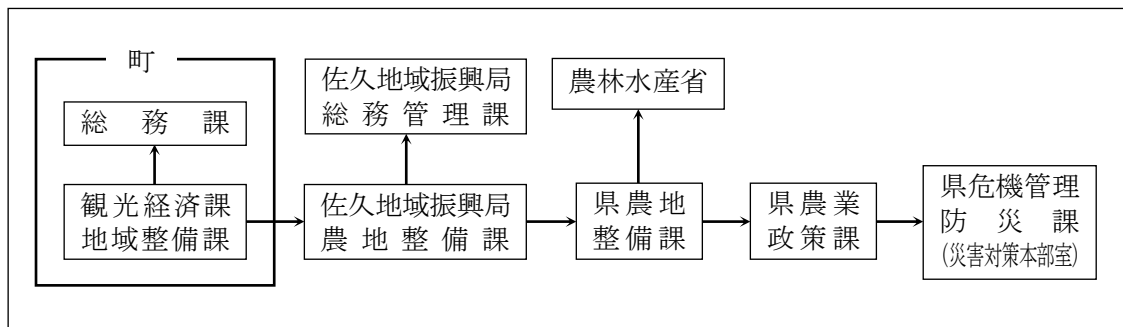 町
総務課
観光経済課
地域整備課
佐久地域振興局
総務管理課
佐久地域振興局
農地整備課
農林水産省
県農地
整備課
県農業
政策課
県危機管理
防災課
(災害対策本部室)